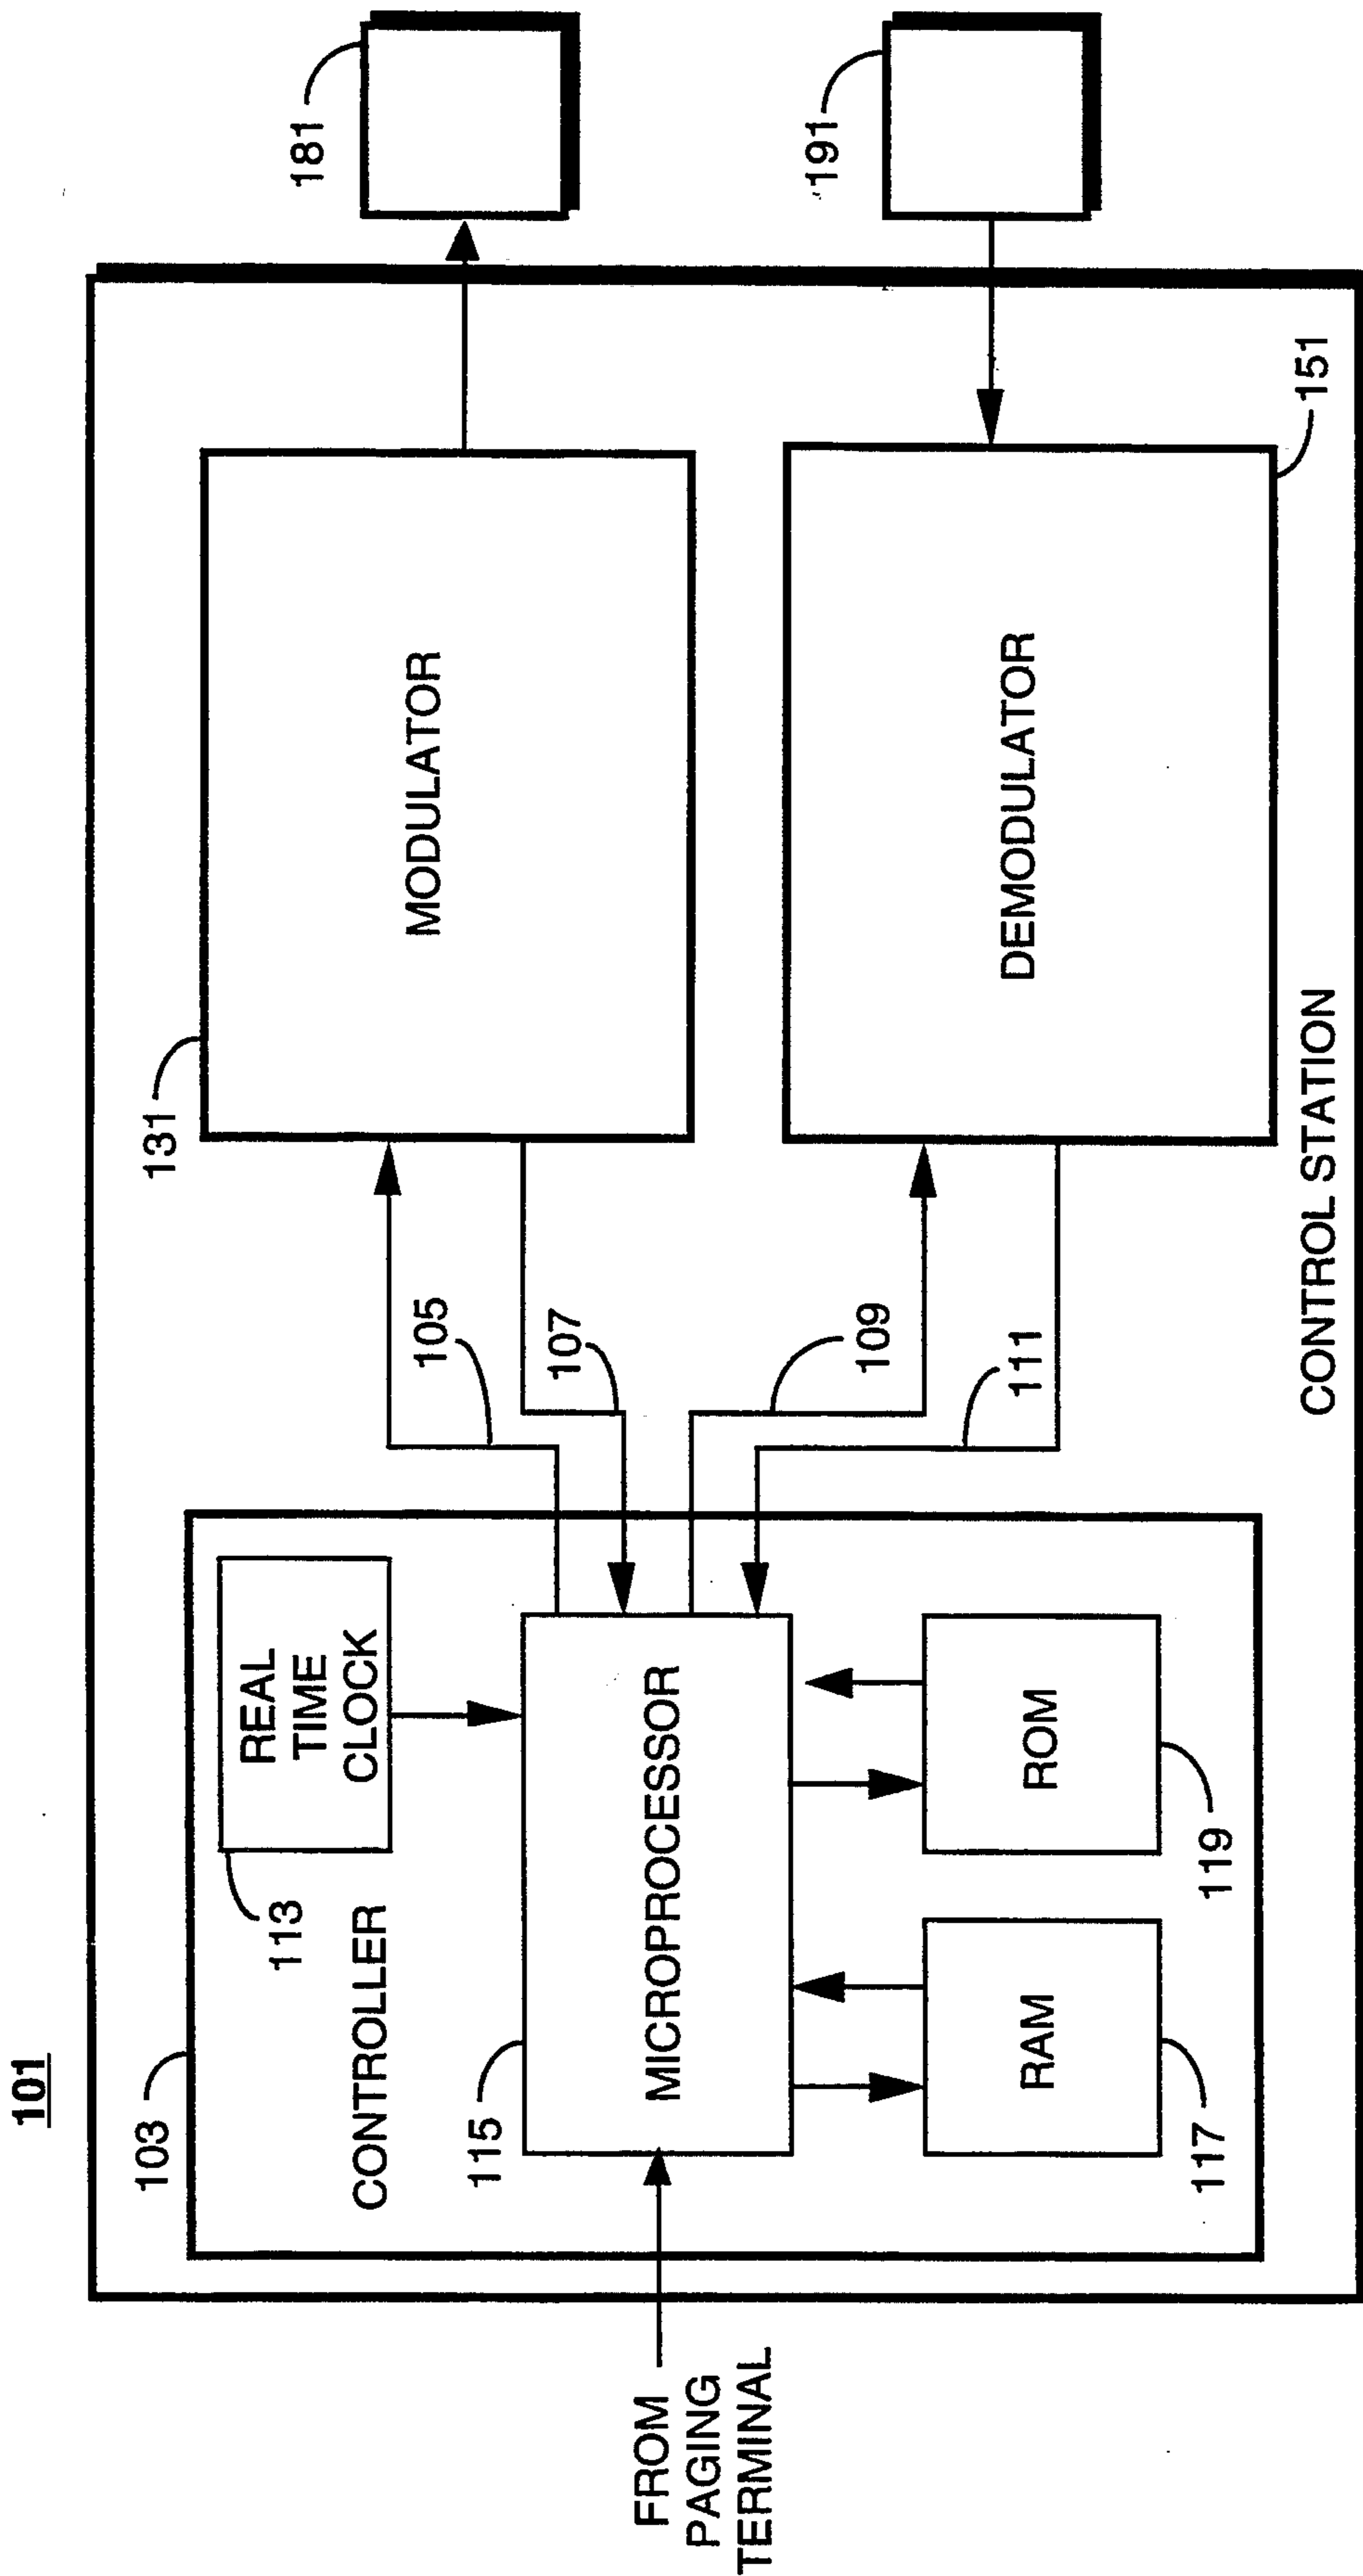 101
103
CONTROLLER
113
REAL
TIME
CLOCK
115
MICROPROCESSOR
FROM
PAGING
TERMINAL
RAM
117
ROM
119
105
107
109
111
131
MODULATOR
DEMODULATOR
151
CONTROL STATION
181
191